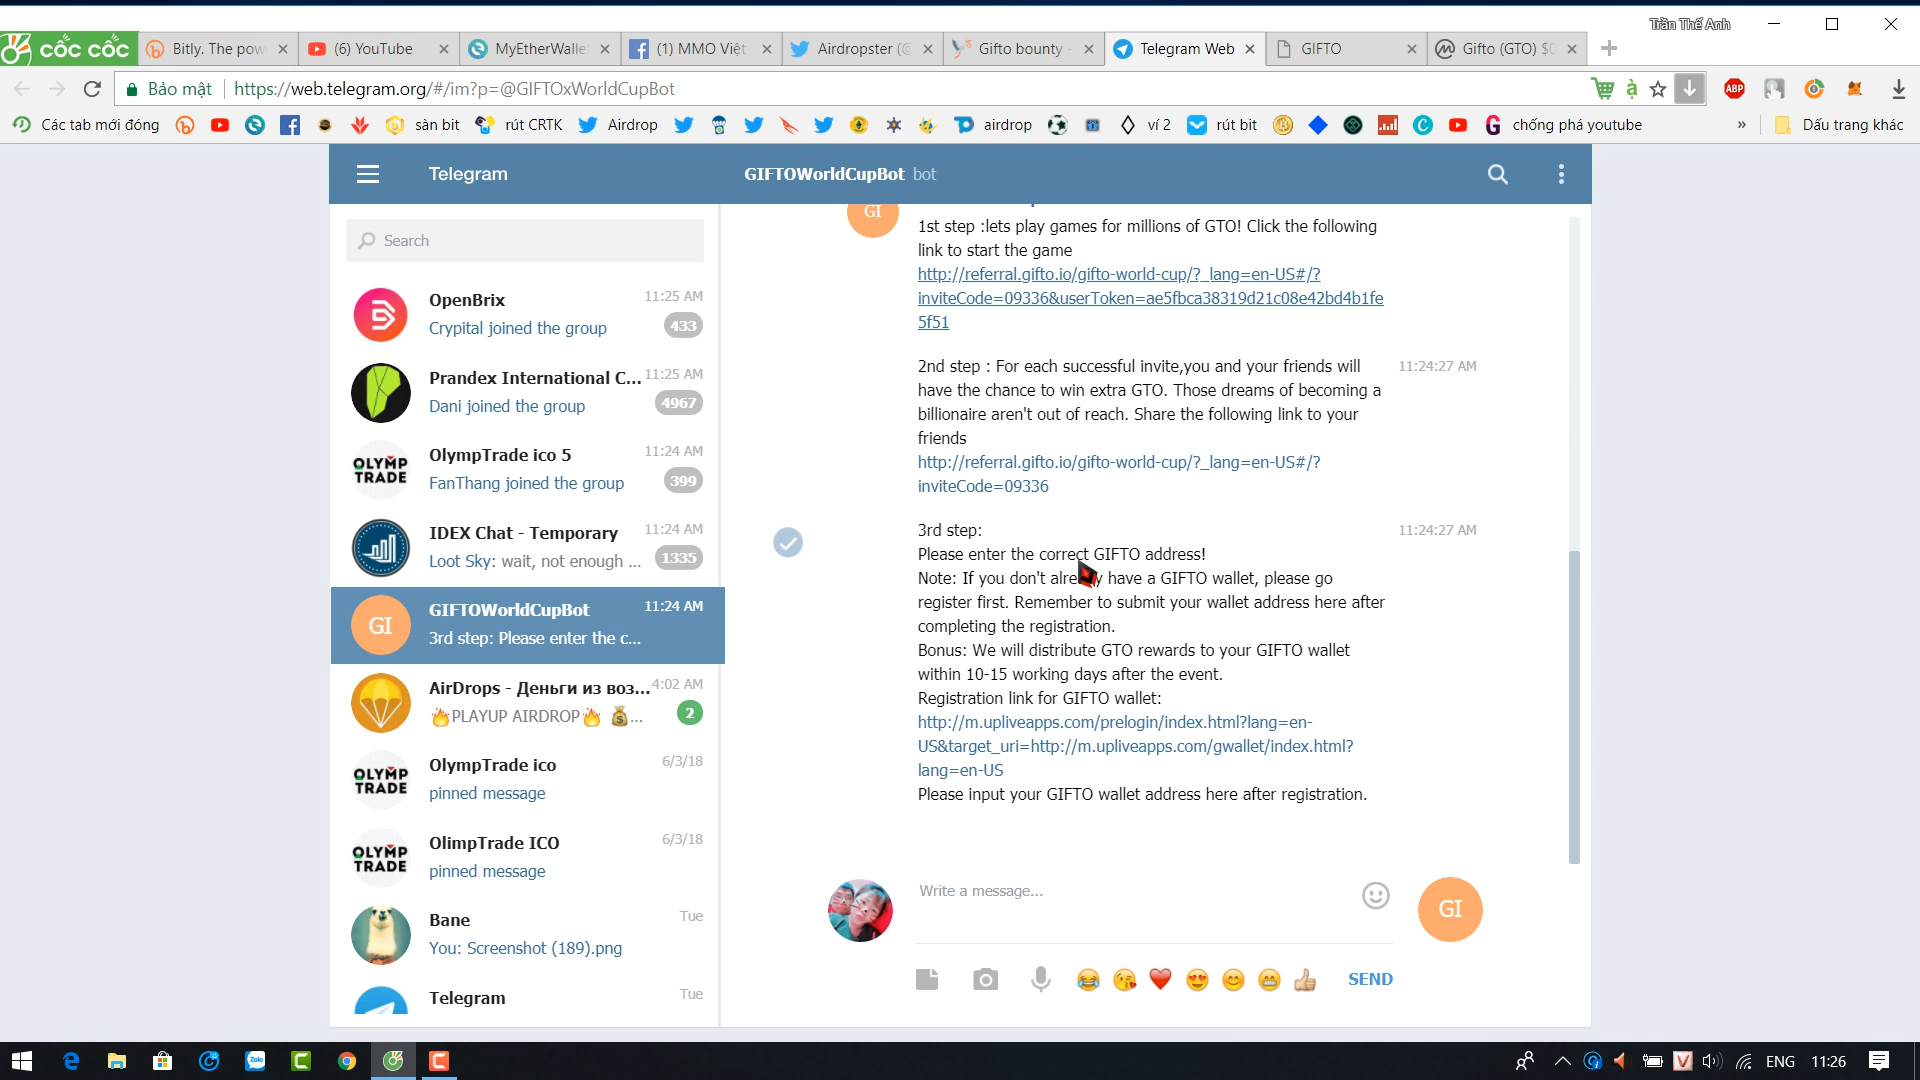 Trần Thế Anh
cốc cốc
Bitly. The pow
(6) YouTube
MyEtherWalle
(1) MMO Việt
Airdropster (@
Gifto bounty -
Telegram Web
GIFTO
Gifto (GTO) $0
Bảo mật
https://web.telegram.org/#/im?p=@GIFTOxWorldCupBot
ABP
Các tab mới đóng
sàn bit
rút CRTK
Airdrop
airdrop
ví 2
rút bit
chống phá youtube
»
Dấu trang khác
Telegram
GIFTOWorldCupBot bot
Search
OpenBrix 11:25 AM
Crypital joined the group 433
Prandex International C... 11:25 AM
Dani joined the group 4967
OLYMP TRADE
OlympTrade ico 5 11:24 AM
FanThang joined the group 399
IDEX Chat - Temporary 11:24 AM
Loot Sky: wait, not enough ... 1335
GI
GIFTOWorldCupBot 11:24 AM
3rd step: Please enter the c...
AirDrops - Деньги из воз... 4:02 AM
🔥PLAYUP AIRDROP🔥 💰... 2
OLYMP TRADE
OlympTrade ico 6/3/18
pinned message
OLYMP TRADE
OlimpTrade ICO 6/3/18
pinned message
Bane Tue
You: Screenshot (189).png
Telegram Tue
GI
1st step :lets play games for millions of GTO! Click the following
link to start the game
http://referral.gifto.io/gifto-world-cup/?_lang=en-US#/?
inviteCode=09336&userToken=ae5fbca38319d21c08e42bd4b1fe
5f51
2nd step : For each successful invite,you and your friends will 11:24:27 AM
have the chance to win extra GTO. Those dreams of becoming a
billionaire aren't out of reach. Share the following link to your
friends
http://referral.gifto.io/gifto-world-cup/?_lang=en-US#/?
inviteCode=09336
3rd step: 11:24:27 AM
Please enter the correct GIFTO address!
Note: If you don't already have a GIFTO wallet, please go
register first. Remember to submit your wallet address here after
completing the registration.
Bonus: We will distribute GTO rewards to your GIFTO wallet
within 10-15 working days after the event.
Registration link for GIFTO wallet:
http://m.upliveapps.com/prelogin/index.html?lang=en-
US&target_uri=http://m.upliveapps.com/gwallet/index.html?
lang=en-US
Please input your GIFTO wallet address here after registration.
Write a message...
GI
SEND
Zalo
ENG
11:26